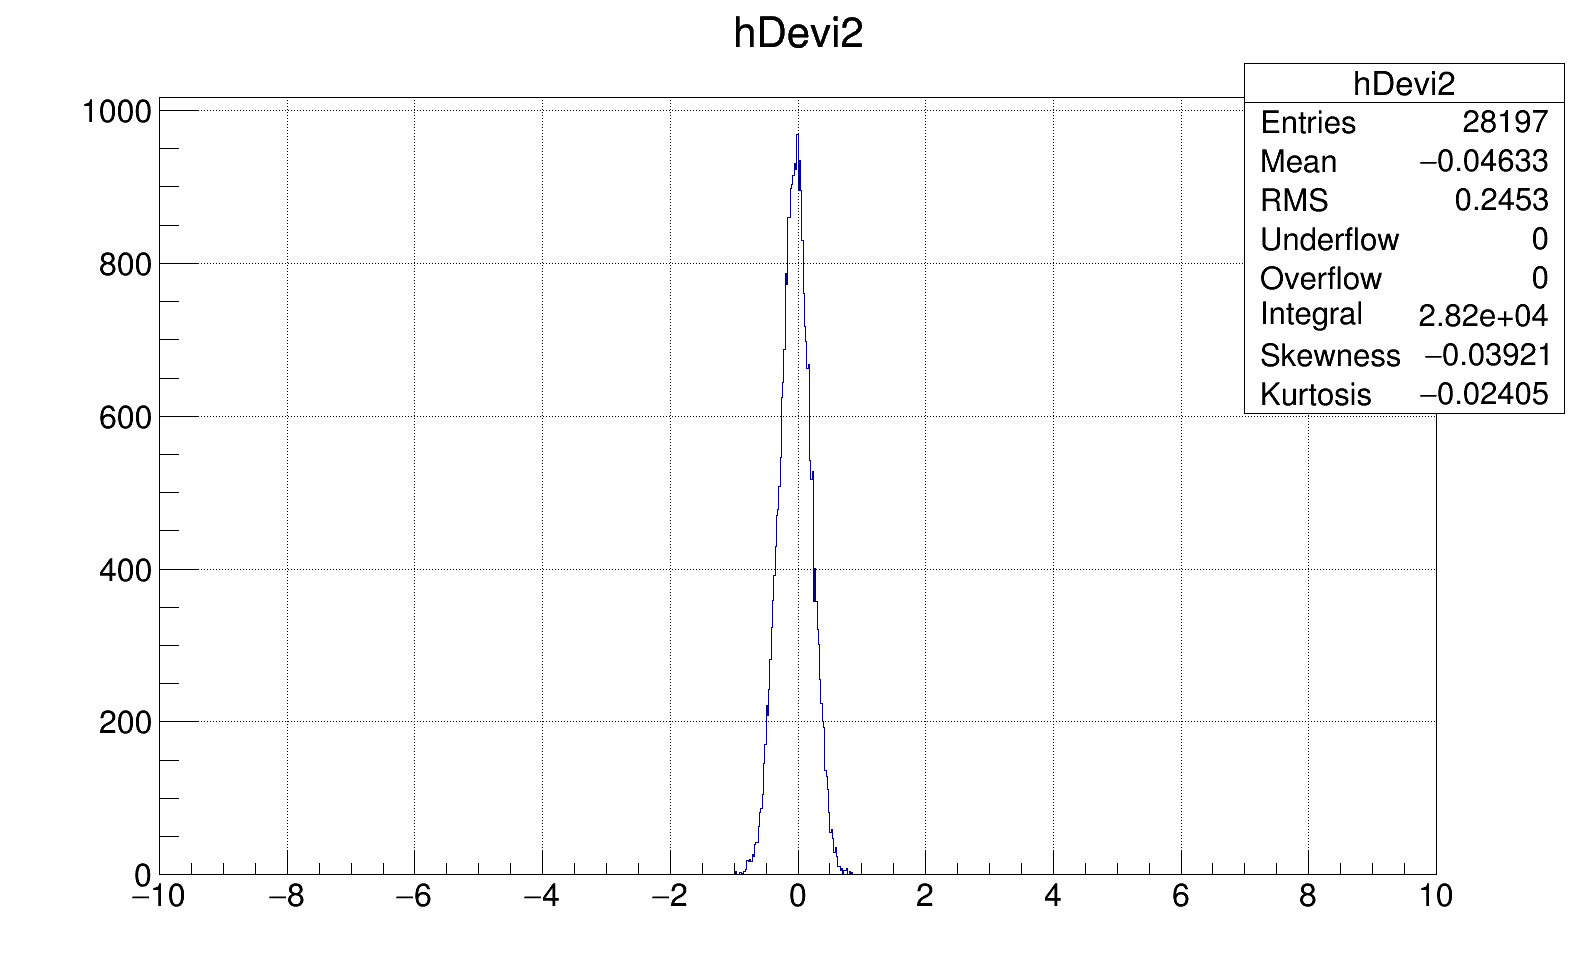 hDevi2
hDevi2
Entries 28197
Mean −0.04633
RMS 0.2453
Underflow 0
Overflow 0
Integral 2.82e+04
Skewness −0.03921
Kurtosis −0.02405
1000
800
600
400
200
0
−10 −8 −6 −4 −2 0 2 4 6 8 10